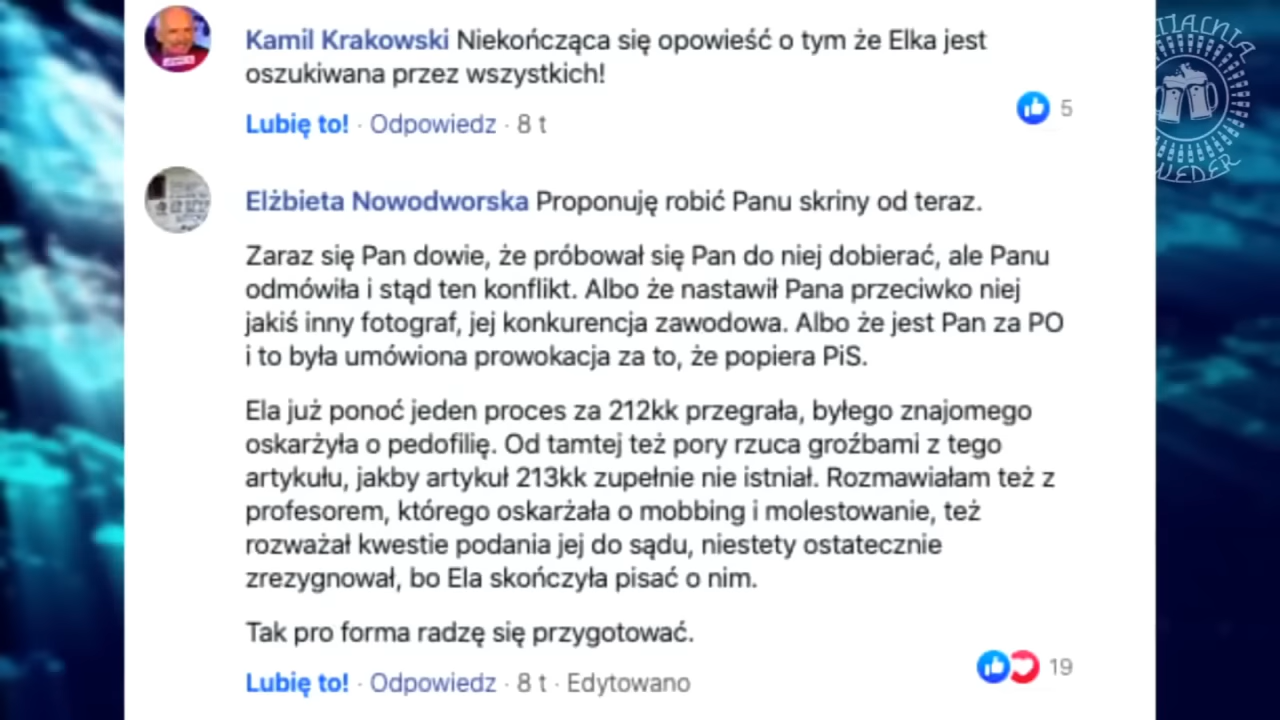 Kamil Krakowski Niekończąca się opowieść o tym że Elka jest
oszukiwana przez wszystkich!
Lubię to! · Odpowiedz · 8 t
5
Elżbieta Nowodworska Proponuję robić Panu skriny od teraz.
Zaraz się Pan dowie, że próbował się Pan do niej dobierać, ale Panu
odmówiła i stąd ten konflikt. Albo że nastawił Pana przeciwko niej
jakiś inny fotograf, jej konkurencja zawodowa. Albo że jest Pan za PO
i to była umówiona prowokacja za to, że popiera PiS.
Ela już ponoć jeden proces za 212kk przegrała, byłego znajomego
oskarżyła o pedofilię. Od tamtej też pory rzuca groźbami z tego
artykułu, jakby artykuł 213kk zupełnie nie istniał. Rozmawiałam też z
profesorem, którego oskarżała o mobbing i molestowanie, też
rozważał kwestie podania jej do sądu, niestety ostatecznie
zrezygnował, bo Ela skończyła pisać o nim.
Tak pro forma radzę się przygotować.
Lubię to! · Odpowiedz · 8 t · Edytowano
19